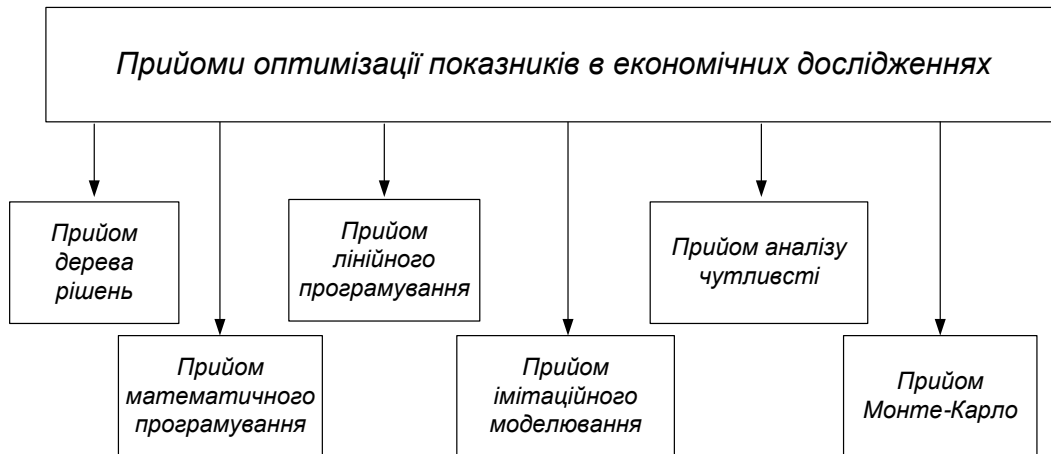 Прийоми оптимізації показників в економічних дослідженнях
Прийом
дерева
рішень
Прийом
лінійного
програмування
Прийом аналізу
чутливсті
Прийом
математичного
програмування
Прийом
імітаційного
моделювання
Прийом
Монте-Карло